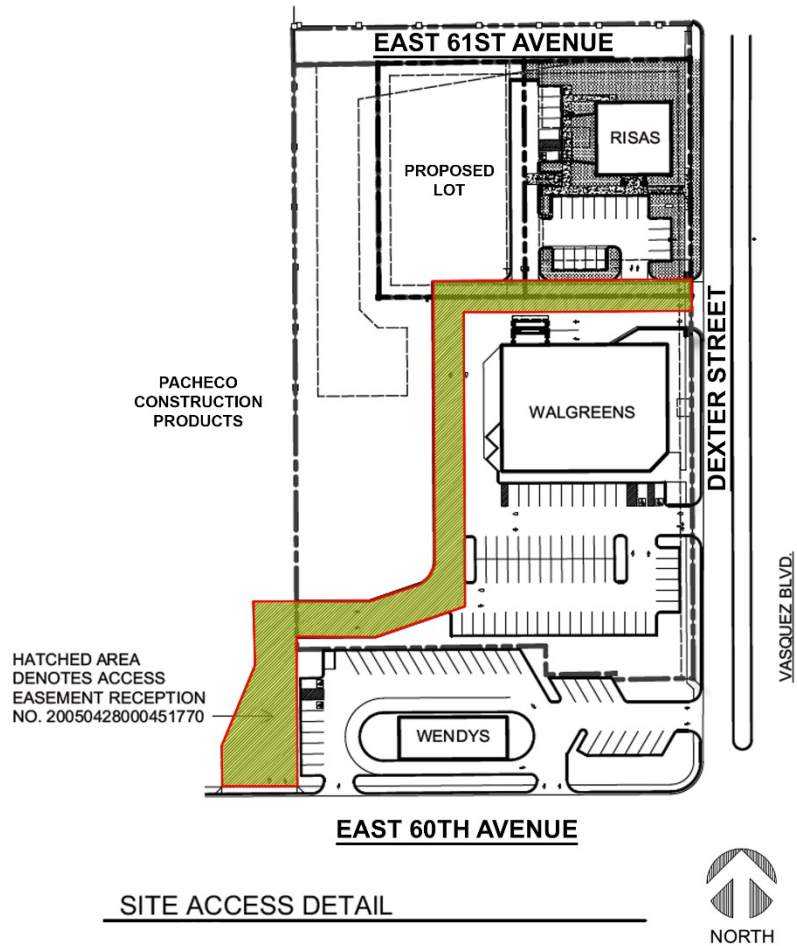 EAST 61ST AVENUE
RISAS
PROPOSED
LOT
DEXTER STREET
PACHECO
CONSTRUCTION
PRODUCTS
WALGREENS
VASQUEZ BLVD.
HATCHED AREA
DENOTES ACCESS
EASEMENT RECEPTION
NO. 20050428000451770
WENDYS
EAST 60TH AVENUE
SITE ACCESS DETAIL
NORTH